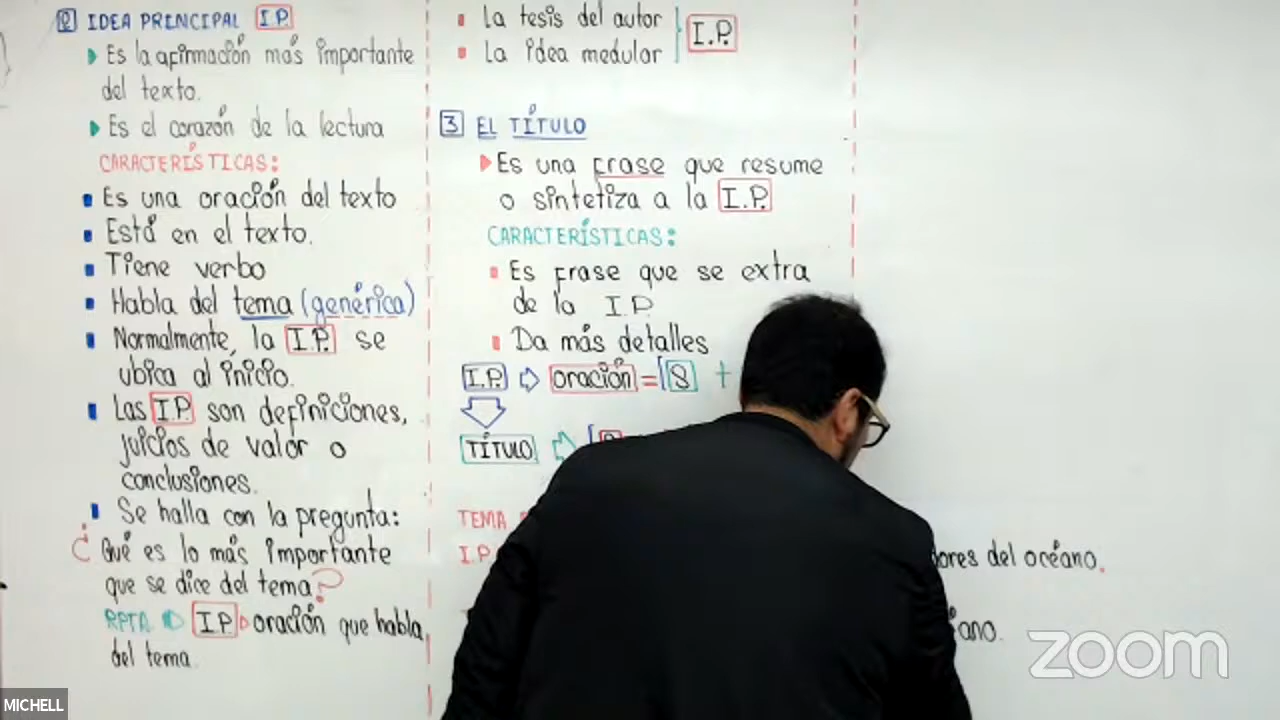 2 IDEA PRINCIPAL I.P.
Es la afirmación más importante
del texto.
Es el corazón de la lectura
CARACTERÍSTICAS:
Es una oración del texto
Está en el texto.
Tiene verbo
Habla del tema (genérica)
Normalmente, la I.P. se
ubica al inicio.
Las I.P. son definiciones,
juicios de valor o
conclusiones.
Se halla con la pregunta:
¿Qué es lo más importante
que se dice del tema?
RPTA I.P. oración que habla
del tema.
La tesis del autor
La idea medular
I.P.
3 EL TÍTULO
Es una frase que resume
o sintetiza a la I.P.
CARACTERÍSTICAS:
Es frase que se extra
de la I.P.
Da más detalles
I.P. oración = [S +
TÍTULO
TEMA
I.P.
del océano.
zoom
MICHELL